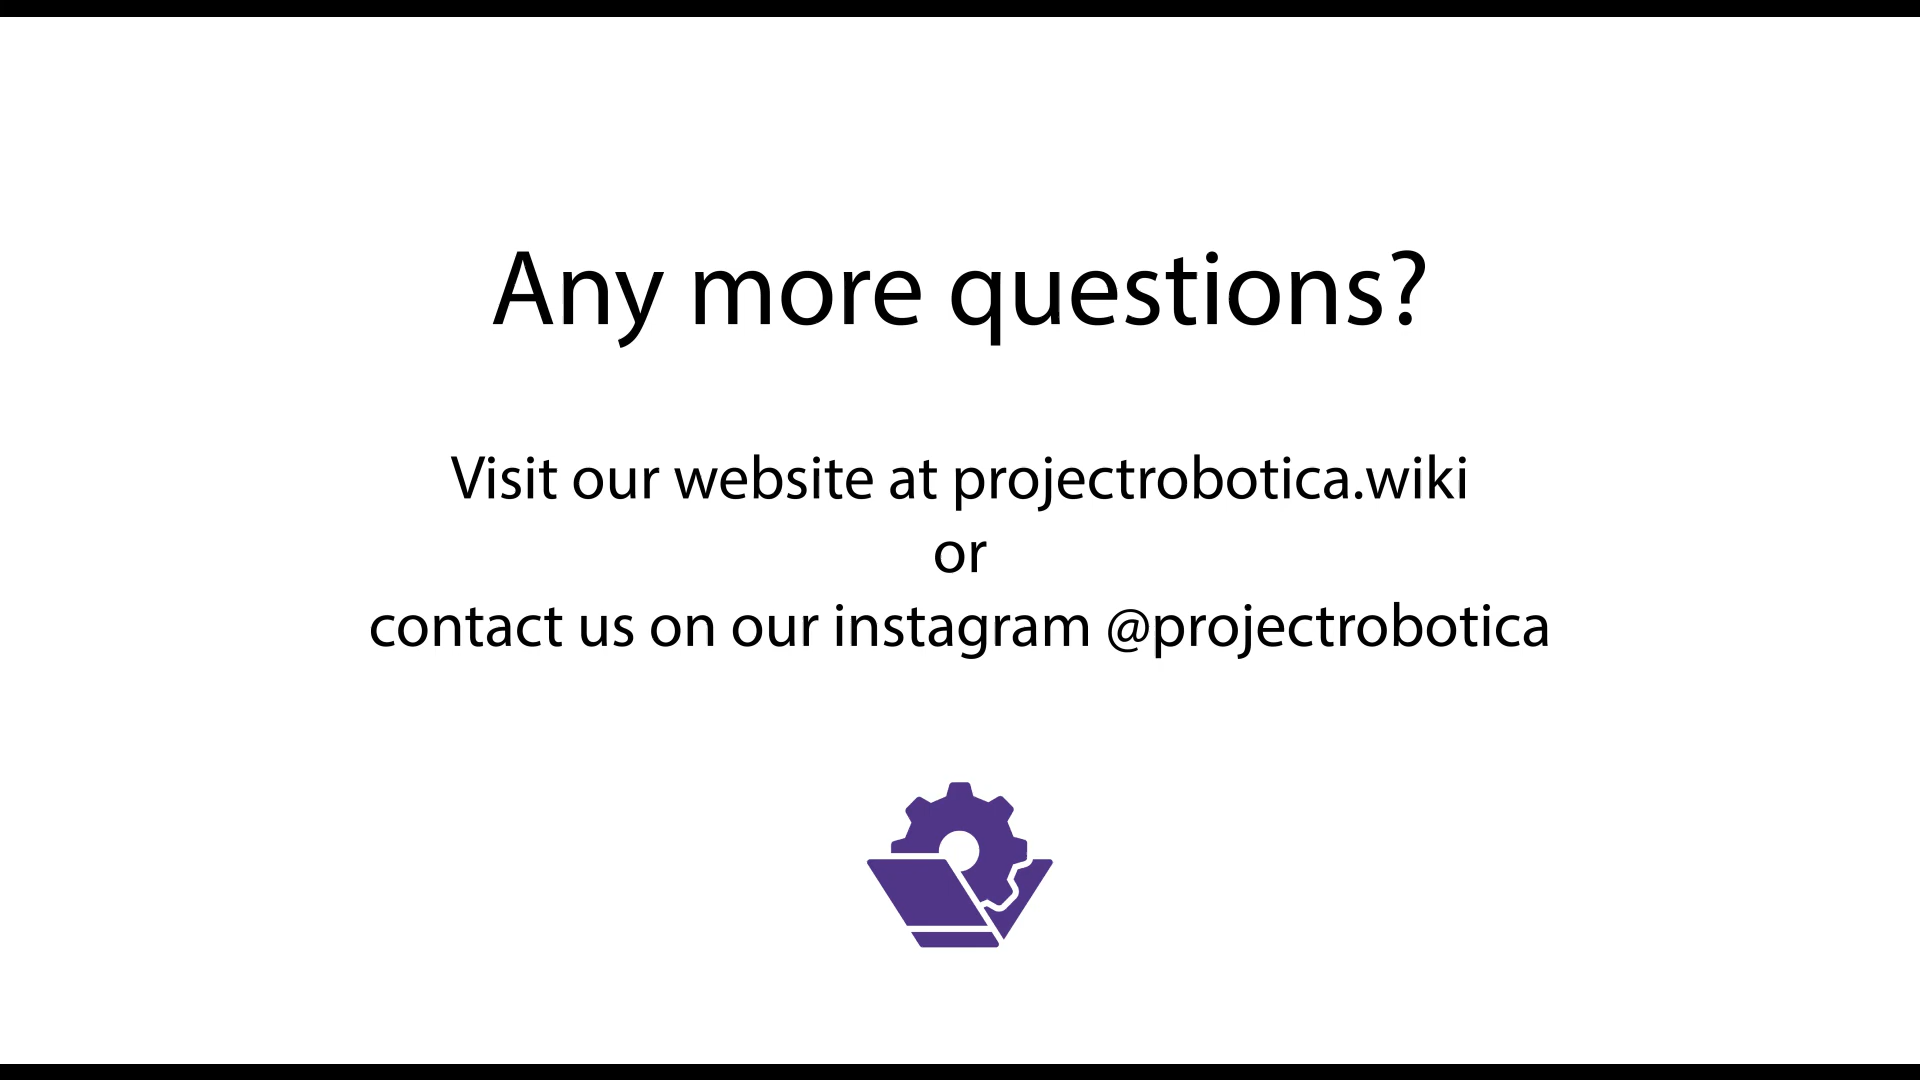 Any more questions?
Visit our website at projectrobotica.wiki
or
contact us on our instagram @projectrobotica